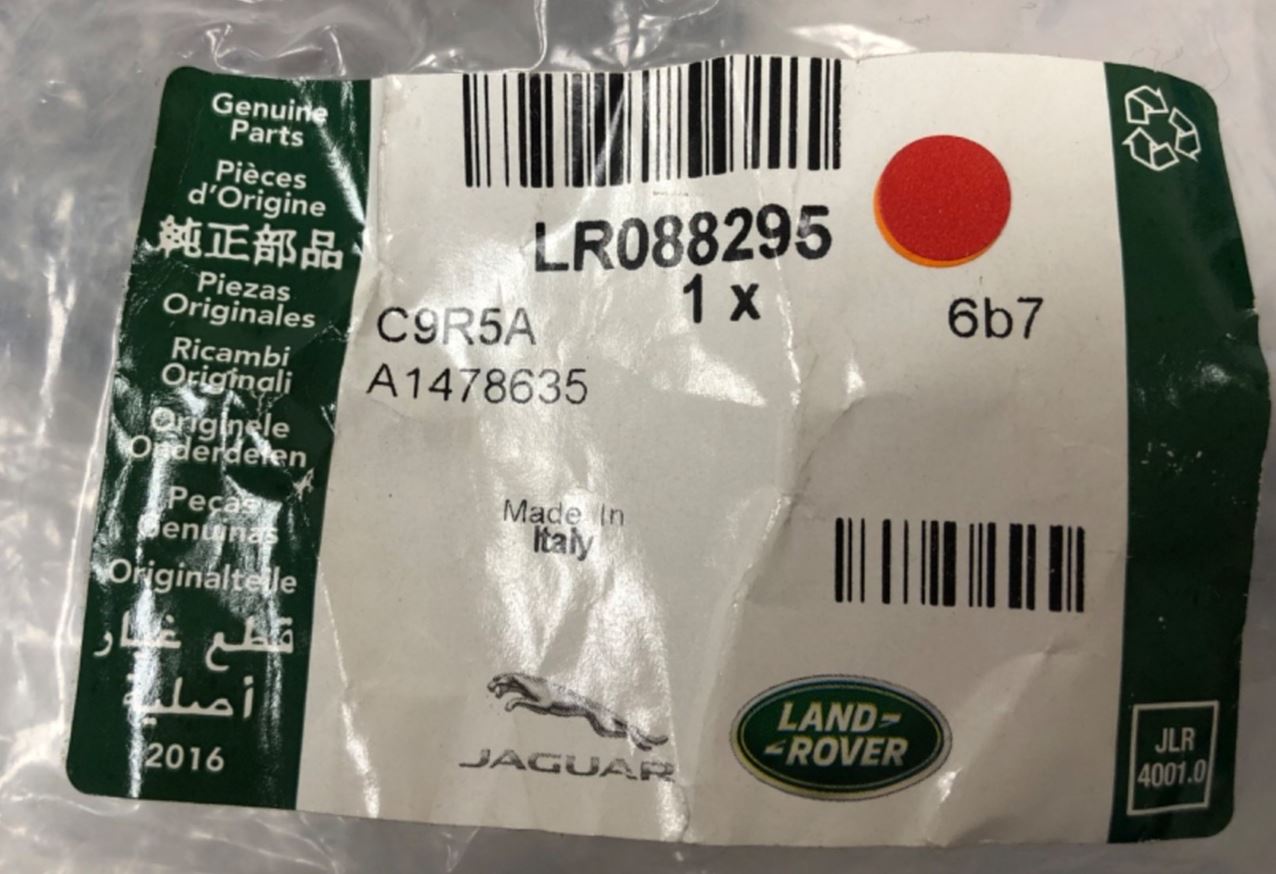 Genuine
Parts
Pièces
d'Origine
純正部品
Piezas
Originales
Ricambi
Originali
Originele
Onderdelen
Peças
Genuinas
Originalteile
قطع غيار
أصلية
2016
LR088295
1 x
C9R5A
6b7
A1478635
Made In
Italy
JAGUAR
LAND-
-ROVER
JLR
4001.0